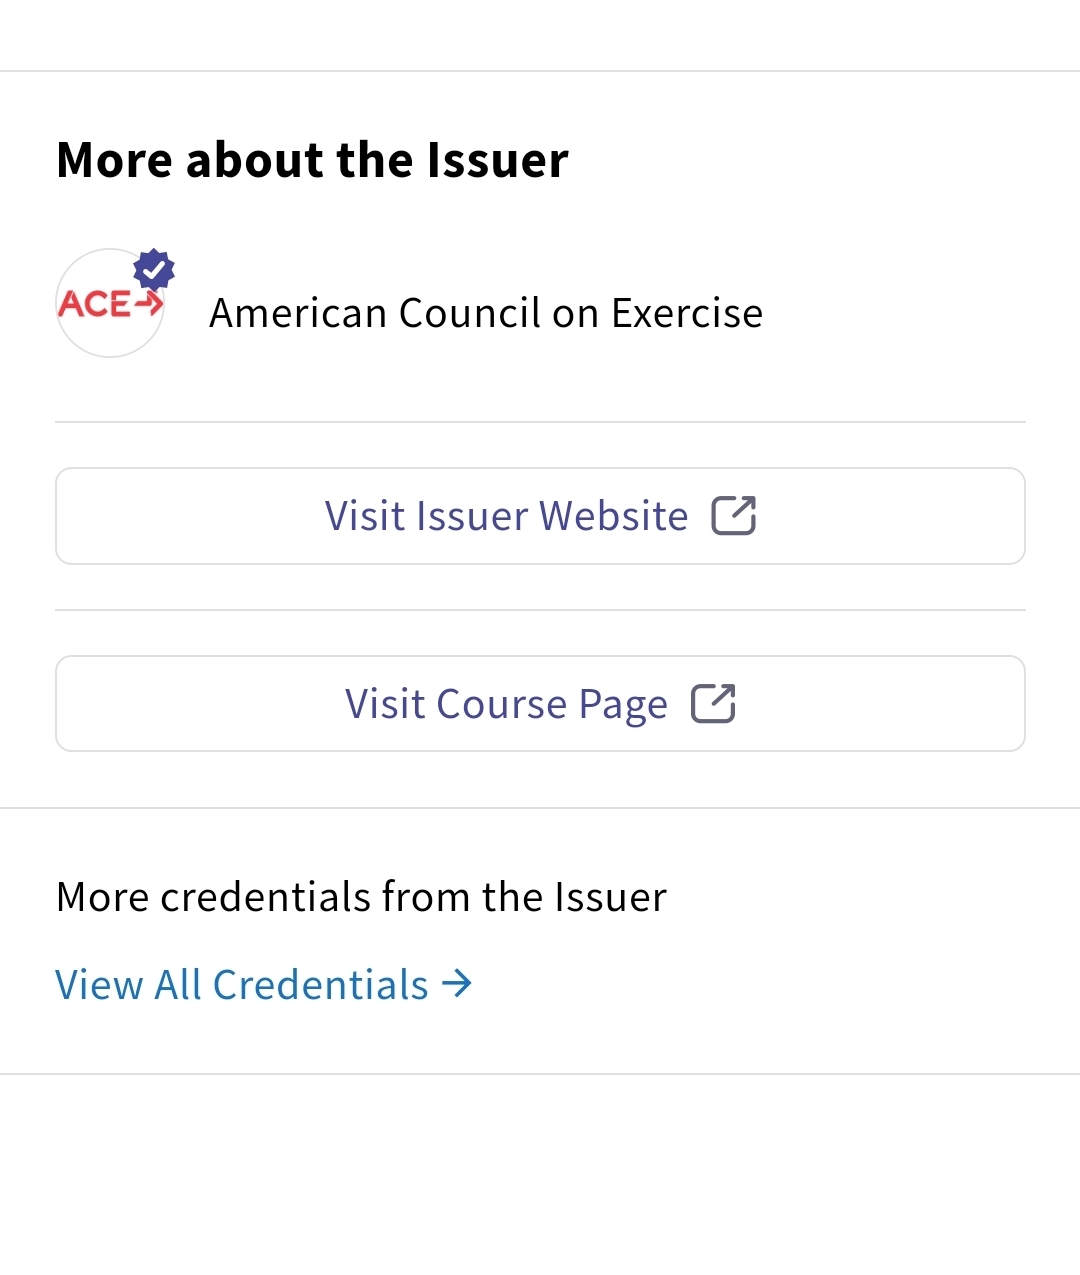 More about the Issuer
ACE
American Council on Exercise
Visit Issuer Website
Visit Course Page
More credentials from the Issuer
View All Credentials →